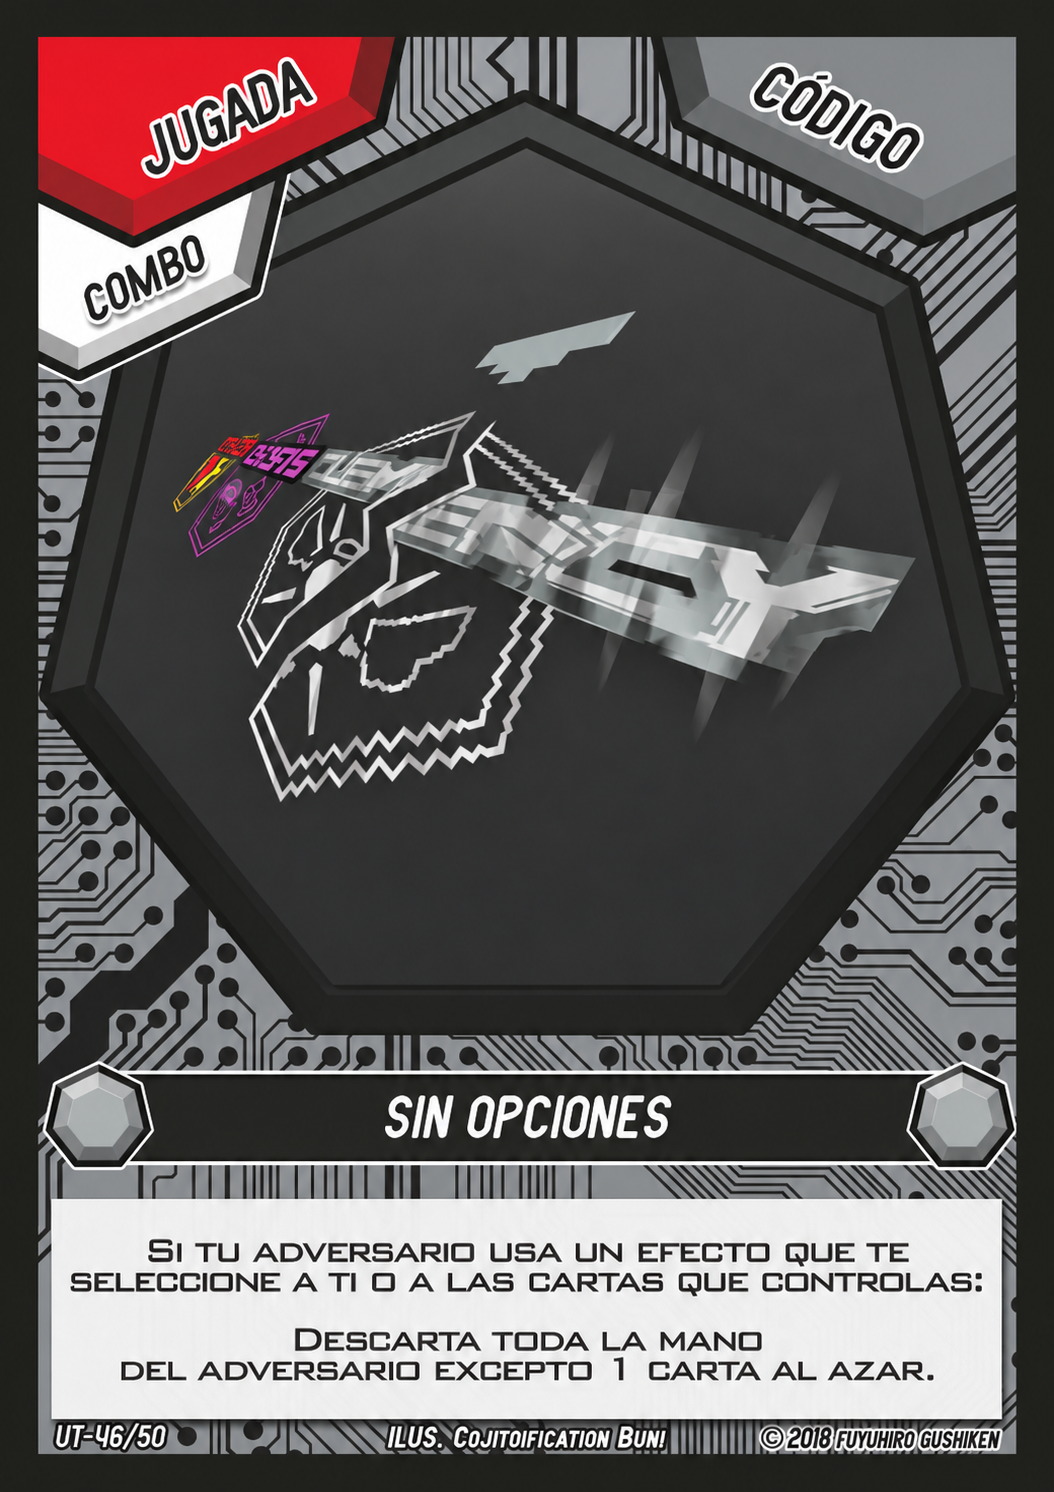 JUGADA
CÓDIGO
COMBO
SIN OPCIONES
SI TU ADVERSARIO USA UN EFECTO QUE TE
SELECCIONE A TI O A LAS CARTAS QUE CONTROLAS:
DESCARTA TODA LA MANO
DEL ADVERSARIO EXCEPTO 1 CARTA AL AZAR.
UT-46/50
ILUS. COJITOIFICATION BUN!
© 2018 FUYUHIRO GUSHIKEN